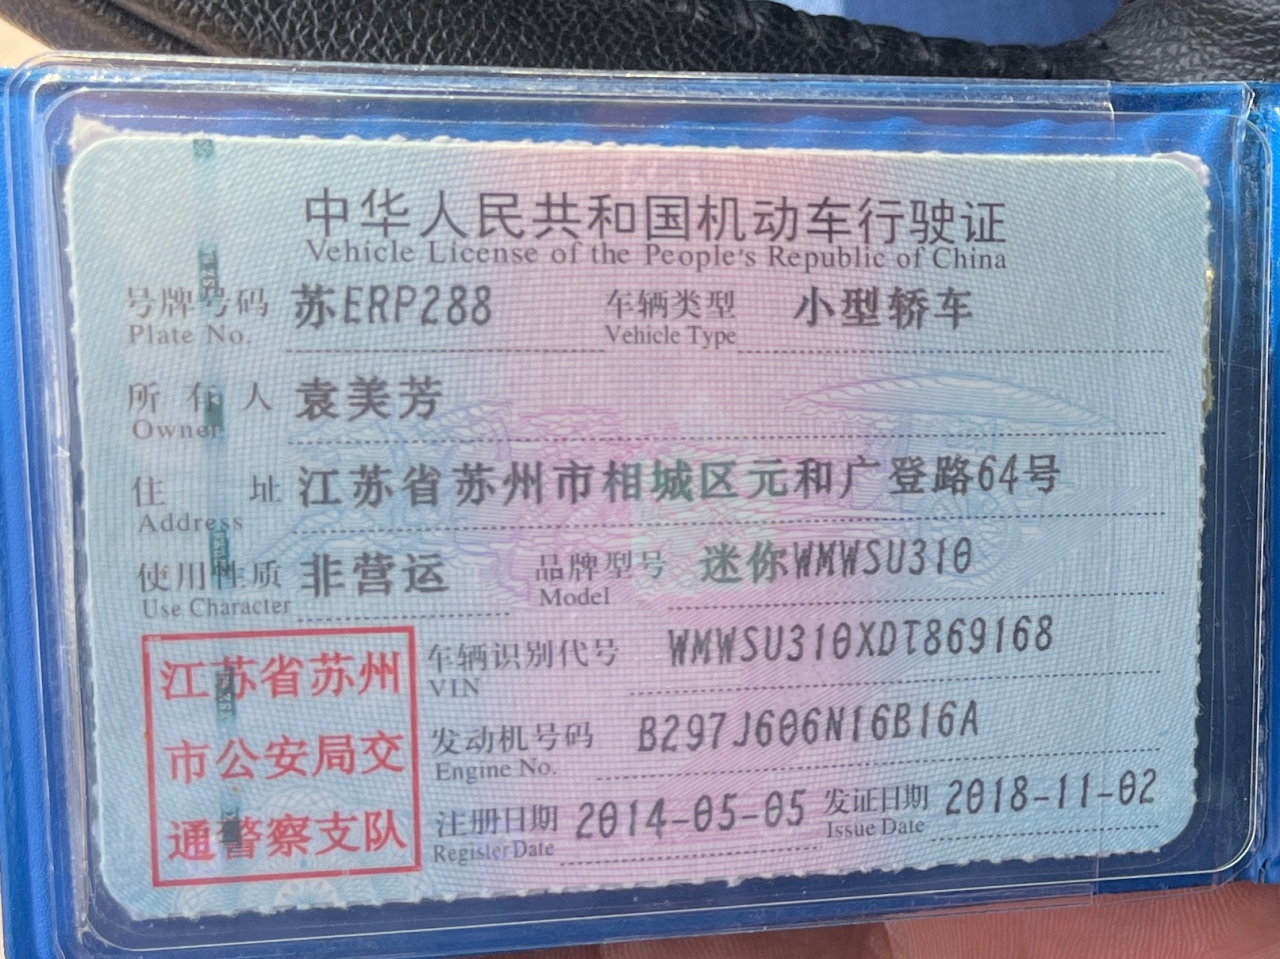 中华人民共和国机动车行驶证
Vehicle License of the People's Republic of China
号牌号码 苏ERP288 车辆类型 小型轿车
Plate No. Vehicle Type
所有人 袁美芳
Owner
住址 江苏省苏州市相城区元和广登路64号
Address
使用性质 非营运 品牌型号 迷你WMWSU310
Use Character Model
江苏省苏州
市公安局交
通警察支队
车辆识别代号 WMWSU310XDT869168
VIN
发动机号码 B297J606N16B16A
Engine No.
注册日期 2014-05-05 发证日期 2018-11-02
Register Date Issue Date